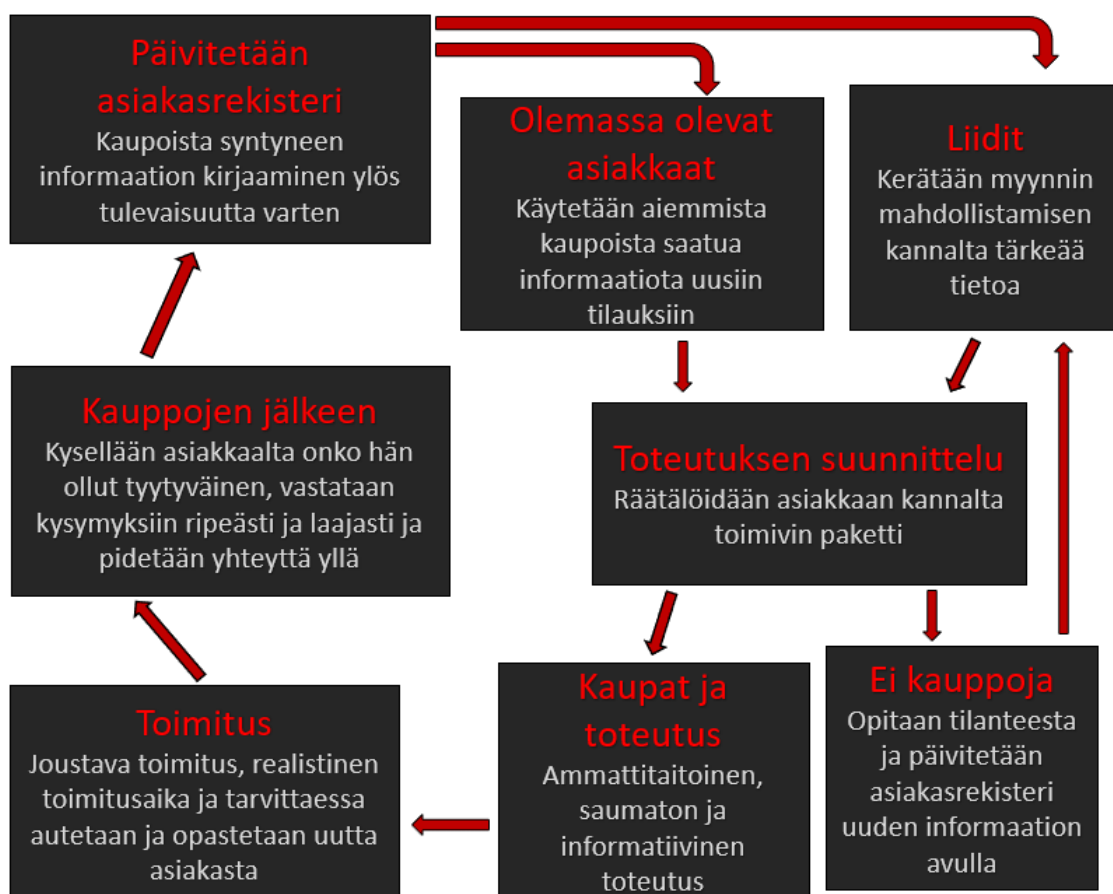 Päivitetään
asiakasrekisteri
Kaupoista syntyneen
informaation kirjaaminen ylös
tulevaisuutta varten
Olemassa olevat
asiakkaat
Käytetään aiemmista
kaupoista saatua
informaatiota uusiin
tilauksiin
Liidit
Kerätään myynnin
mahdollistamisen
kannalta tärkeää
tietoa
Toteutuksen suunnittelu
Räätälöidään asiakkaan kannalta
toimivin paketti
Kauppojen jälkeen
Kysellään asiakkaalta onko hän
ollut tyytyväinen, vastataan
kysymyksiin ripeästi ja laajasti ja
pidetään yhteyttä yllä
Toimitus
Joustava toimitus, realistinen
toimitusaika ja tarvittaessa
autetaan ja opastetaan uutta
asiakasta
Kaupat ja
toteutus
Ammattitaitoinen,
saumaton ja
informatiivinen
toteutus
Ei kauppoja
Opitaan tilanteesta
ja päivitetään
asiakasrekisteri
uuden informaation
avulla